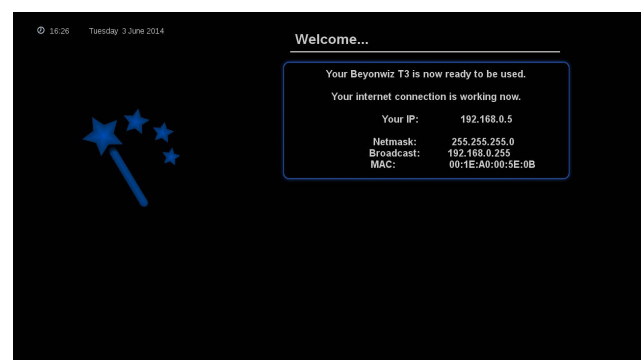 16:26 Tuesday 3 June 2014
Welcome...
Your Beyonwiz T3 is now ready to be used.
Your internet connection is working now.
Your IP: 192.168.0.5
Netmask: 255.255.255.0
Broadcast: 192.168.0.255
MAC: 00:1E:A0:00:5E:0B